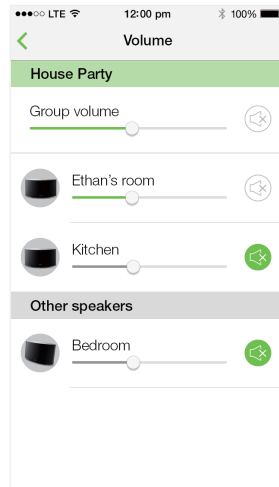 LTE 12:00 pm 100%
Volume
House Party
Group volume
Ethan's room
Kitchen
Other speakers
Bedroom